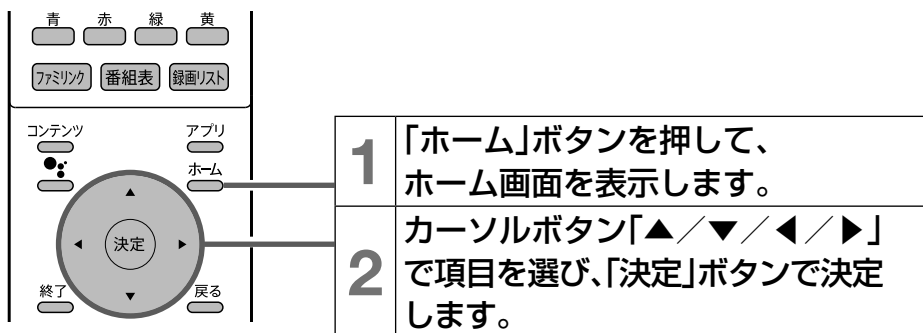 青 赤 緑 黄
ファミリンク 番組表 録画リスト
コンテンツ アプリ
ホーム
決定
終了 戻る
1 「ホーム」ボタンを押して、
ホーム画面を表示します。
2 カーソルボタン「▲／▼／◀／▶」
で項目を選び、「決定」ボタンで決定
します。